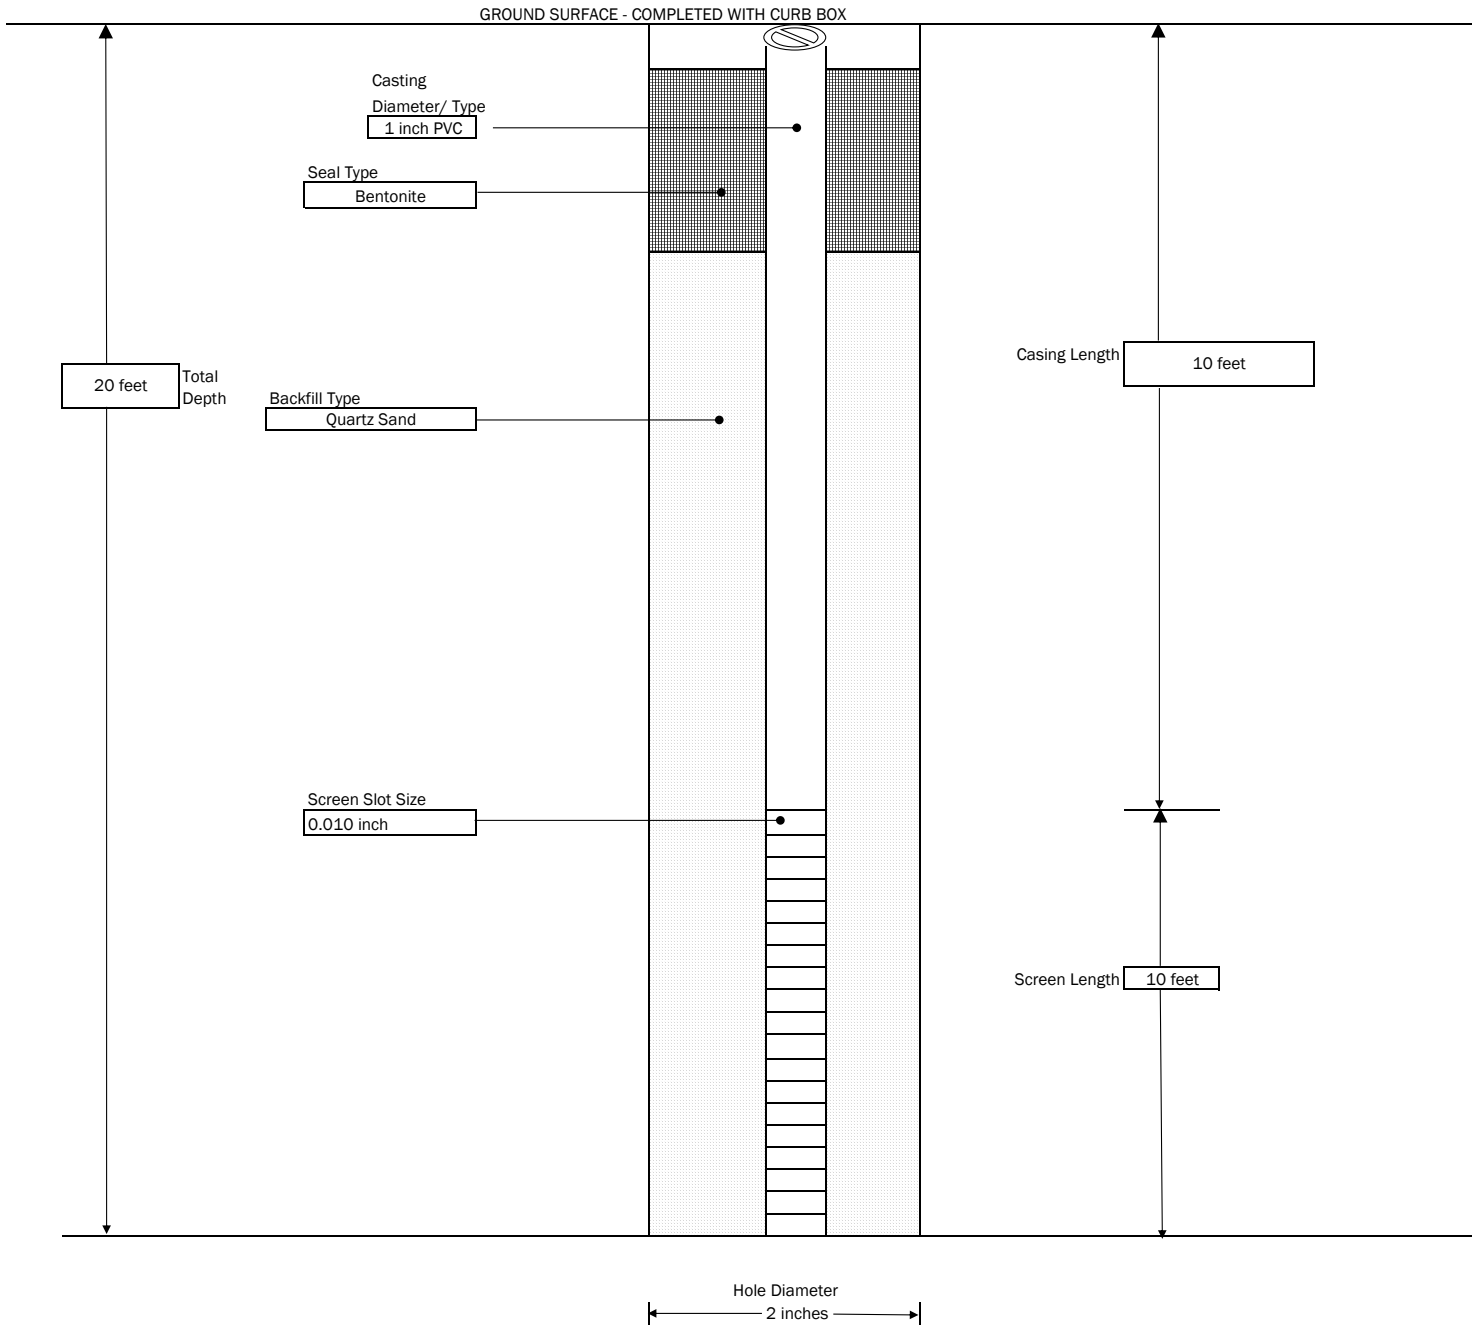 GROUND SURFACE - COMPLETED WITH CURB BOX
Casting
Diameter/ Type
1 inch PVC
Seal Type
Bentonite
Casing Length
10 feet
20 feet
Total
Depth
Backfill Type
Quartz Sand
Screen Slot Size
0.010 inch
Screen Length
10 feet
Hole Diameter
2 inches